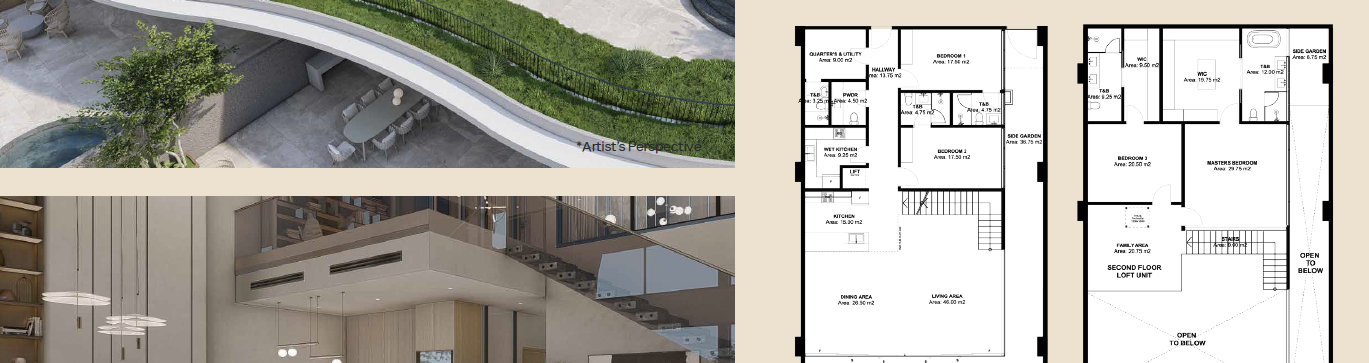 *Artist's Perspective
QUARTER'S & UTILITY
Area: 9.00 m2
HALLWAY
Area: 13.75 m2
BEDROOM 1
Area: 17.50 m2
T&B
Area: 3.25 m2
PWDR
Area: 4.50 m2
T&B
Area: 4.75 m2
T&B
Area: 4.75 m2
SIDE GARDEN
Area: 36.75 m2
WET KITCHEN
Area: 9.25 m2
LIFT
BEDROOM 2
Area: 17.50 m2
KITCHEN
Area: 15.00 m2
DINING AREA
Area: 26.50 m2
LIVING AREA
Area: 46.00 m2
WIC
Area: 9.50 m2
T&B
Area: 9.25 m2
WIC
Area: 19.75 m2
T&B
Area: 12.00 m2
SIDE GARDEN
Area: 6.75 m2
BEDROOM 3
Area: 20.50 m2
MASTERS BEDROOM
Area: 29.75 m2
FAMILY AREA
Area: 20.75 m2
SECOND FLOOR
LOFT UNIT
STAIRS
OPEN
TO
BELOW
OPEN
TO BELOW